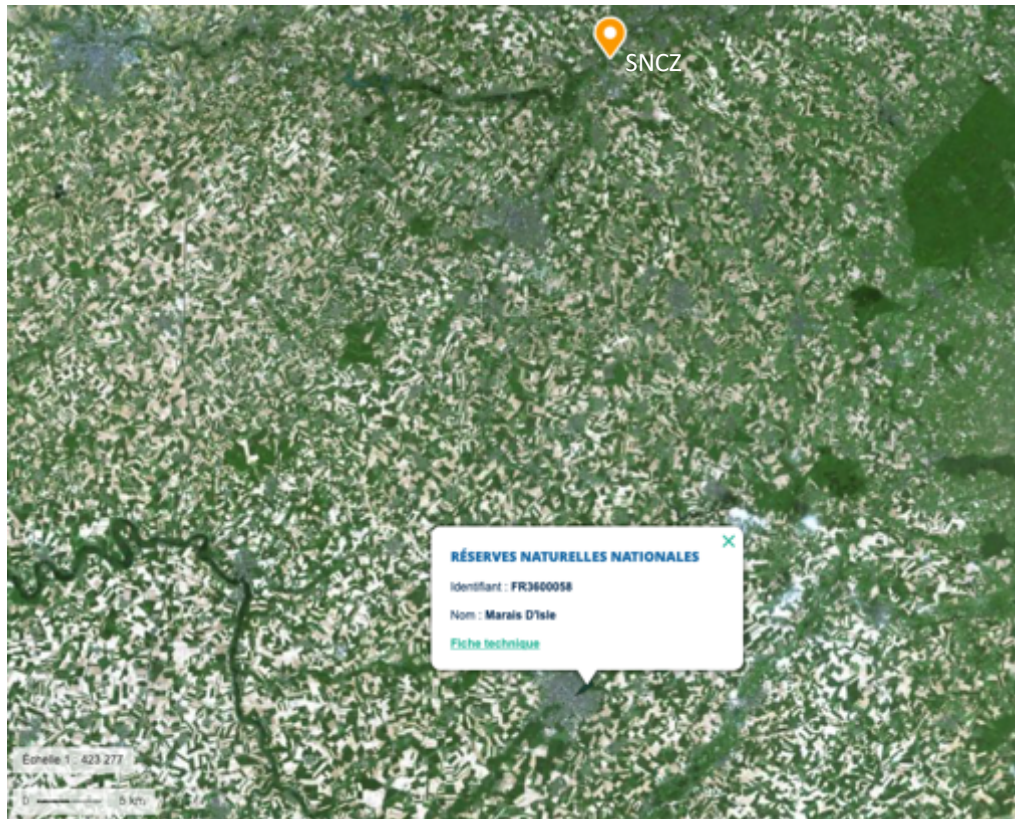 SNCZ
RÉSERVES NATURELLES NATIONALES
Identifiant : FR3600058
Nom : Marais D'Isle
Fiche technique
Echelle 1 : 423 277
0 5 km